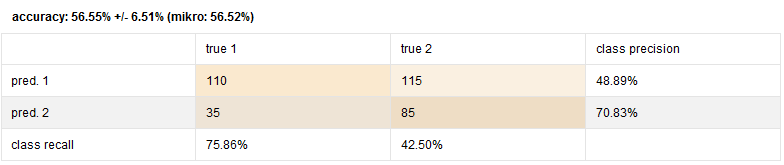 accuracy: 56.55% +/- 6.51% (mikro: 56.52%)
true 1 true 2 class precision
pred. 1 110 115 48.89%
pred. 2 35 85 70.83%
class recall 75.86% 42.50%